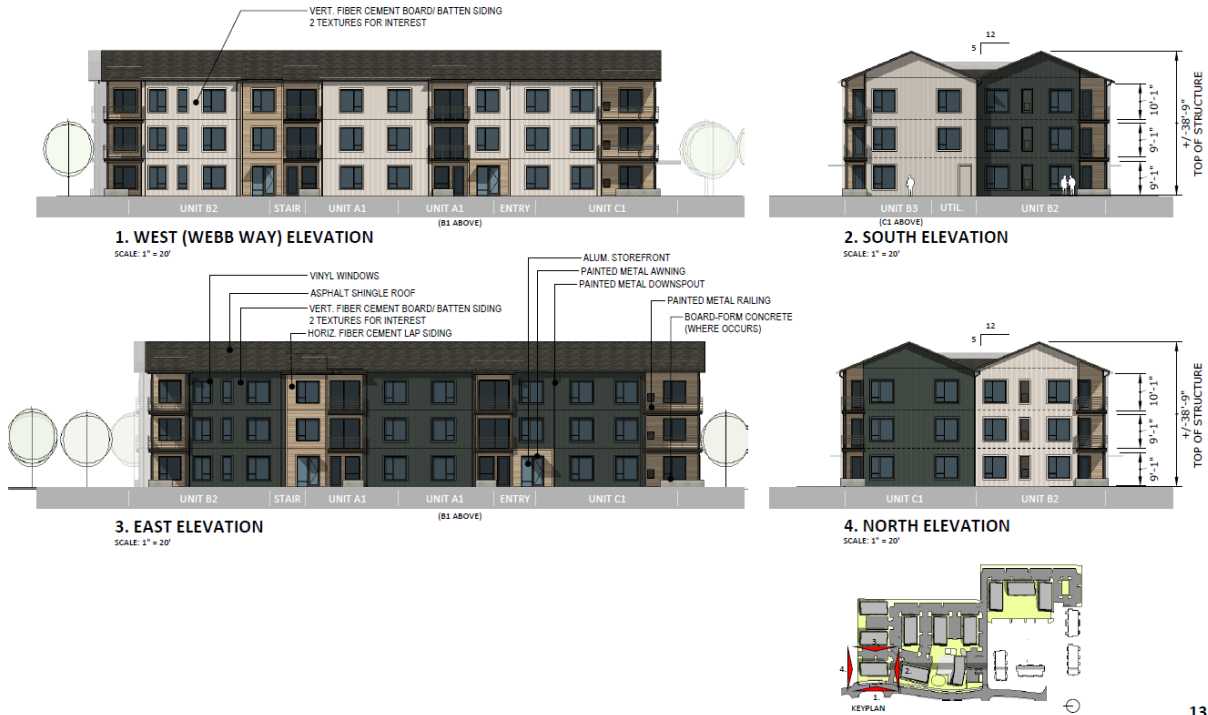 VERT. FIBER CEMENT BOARD/ BATTEN SIDING
2 TEXTURES FOR INTEREST
UNIT B2
STAIR
UNIT A1
UNIT A1
ENTRY
UNIT C1
(B1 ABOVE)
1. WEST (WEBB WAY) ELEVATION
SCALE: 1" = 20'
12
5
10'-1"
9'-1"
9'-1"
+/-38'-9"
TOP OF STRUCTURE
UNIT B3
UTIL.
UNIT B2
(C1 ABOVE)
2. SOUTH ELEVATION
SCALE: 1" = 20'
VINYL WINDOWS
ASPHALT SHINGLE ROOF
VERT. FIBER CEMENT BOARD/ BATTEN SIDING
2 TEXTURES FOR INTEREST
HORIZ. FIBER CEMENT LAP SIDING
ALUM. STOREFRONT
PAINTED METAL AWNING
PAINTED METAL DOWNSPOUT
PAINTED METAL RAILING
BOARD-FORM CONCRETE
(WHERE OCCURS)
UNIT B2
STAIR
UNIT A1
UNIT A1
ENTRY
UNIT C1
(B1 ABOVE)
3. EAST ELEVATION
SCALE: 1" = 20'
12
5
10'-1"
9'-1"
9'-1"
+/-38'-9"
TOP OF STRUCTURE
UNIT C1
UNIT B2
4. NORTH ELEVATION
SCALE: 1" = 20'
3.
4.
2.
1.
KEYPLAN
13